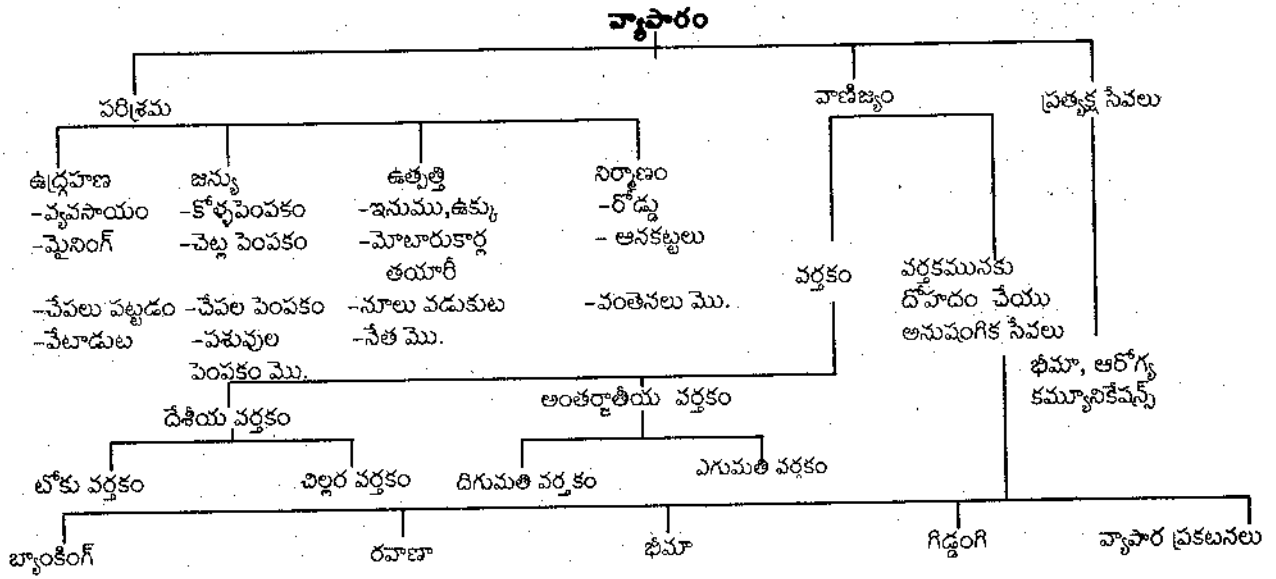 వ్యాపారం
పరిశ్రమ
వాణిజ్యం
ప్రత్యక్ష సేవలు
ఉద్గ్రహణ
-వ్యవసాయం
-మైనింగ్
-చేపలు పట్టడం
-వేటాడుట
జన్యు
-కోళ్ళపెంపకం
-చెట్ల పెంపకం
-చేపల పెంపకం
-పశువుల
పెంపకం మొ.
ఉత్పత్తి
-ఇనుము,ఉక్కు
-మోటారుకార్ల
తయారీ
-నూలు వడుకుట
-నేత మొ.
నిర్మాణం
-రోడ్లు
- ఆనకట్టలు
-వంతెనలు మొ.
వర్తకం
వర్తకమునకు
దోహదం చేయు
అనుషంగిక సేవలు
భీమా, ఆరోగ్య
కమ్యూనికేషన్స్
దేశీయ వర్తకం
అంతర్జాతీయ వర్తకం
టోకు వర్తకం
చిల్లర వర్తకం
దిగుమతి వర్తకం
ఎగుమతి వర్తకం
బ్యాంకింగ్
రవాణా
భీమా
గిడ్డంగి
వ్యాపార ప్రకటనలు